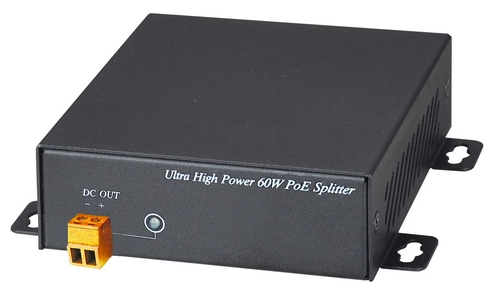 Ultra High Power 60W PoE Splitter
DC OUT
- +